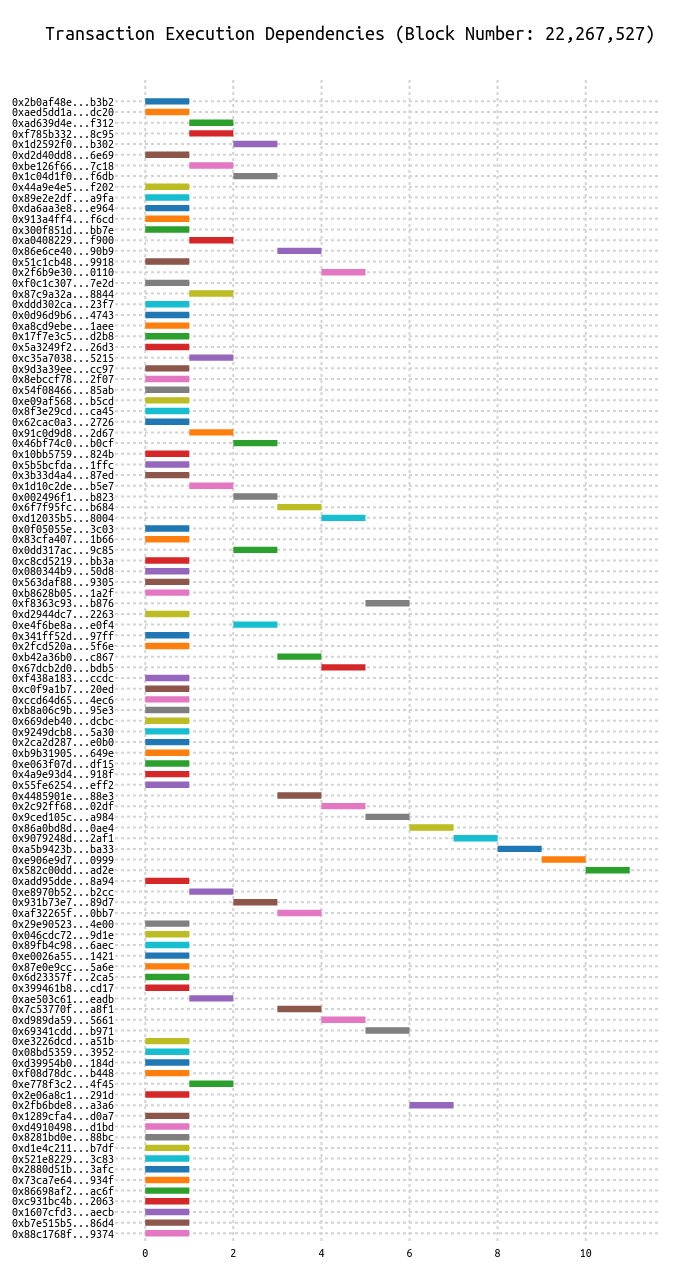 Transaction Execution Dependencies (Block Number: 22,267,527)
0x2b0af48e...b3b2
0xaed5dd1a...dc20
0xad639d4e...f312
0xf785b332...8c95
0x1d2592f0...b302
0xd2d40dd8...6e69
0xbe126f66...7c18
0x1c04d1f0...f6db
0x44a9e4e5...f202
0x89e2e2df...a9fa
0xda6aa3e8...e964
0x913a4ff4...f6cd
0x300f851d...bb7e
0xa0408229...f900
0x86e6ce40...90b9
0x51c1cb48...9918
0x2f6b9e30...0110
0xf0c1c307...7e2d
0x87c9a32a...8844
0xddd302ca...23f7
0x0d96d9b6...4743
0xa8cd9ebe...1aee
0x17f7e3c5...d2b8
0x5a3249f2...26d3
0xc35a7038...5215
0x9d3a39ee...cc97
0x8ebccf78...2f07
0x54f08466...85ab
0xe09af568...b5cd
0x8f3e29cd...ca45
0x62cac0a3...2726
0x91c0d9d8...2d67
0x46bf74c0...b0cf
0x10bb5759...824b
0x5b5bcfda...1ffc
0x3b33d4a4...87ed
0x1d10c2de...b5e7
0x002496f1...b823
0x6f7f95fc...b684
0xd12035b5...8004
0x0f05055e...3c03
0x83cfa407...1b66
0x0dd317ac...9c85
0xc8cd5219...bb3a
0x080344b9...50d8
0x563daf88...9305
0xb8628b05...1a2f
0xf8363c93...b876
0xd2944dc7...2263
0xe4f6be8a...e0f4
0x341ff52d...97ff
0x2fcd520a...5f6e
0xb42a36b0...c867
0x67dcb2d0...bdb5
0xf438a183...ccdc
0xc0f9a1b7...20ed
0xccd64d65...4ec6
0xb8a06c9b...95e3
0x669deb40...dcbc
0x9249dcb8...5a30
0x2ca2d287...e0b0
0xb9b31905...649e
0xe063f07d...df15
0x4a9e93d4...918f
0x55fe6254...eff2
0x4485901e...88e3
0x2c92ff68...02df
0x9ced105c...a984
0x86a0bd8d...0ae4
0x9079248d...2af1
0xa5b9423b...ba33
0xe906e9d7...0999
0x582c00dd...ad2e
0xadd95dde...8a94
0xe8970b52...b2cc
0x931b73e7...89d7
0xaf32265f...0bb7
0x29e90523...4e00
0x046cdc72...9d1e
0x89fb4c98...6aec
0xe0026a55...1421
0x87e0e9cc...5a6e
0x6d23357f...2ca5
0x399461b8...cd17
0xae503c61...eadb
0x7c53770f...a8f1
0xd989da59...5661
0x69341cdd...b971
0xe3226dcd...a51b
0x08bd5359...3952
0xd39954b0...184d
0xf08d78dc...b448
0xe778f3c2...4f45
0x2e06a8c1...291d
0x2fb6bde8...a3a6
0x1289cfa4...d0a7
0xd4910498...d1bd
0x8281bd0e...88bc
0xd1e4c211...b7df
0x521e8229...3c83
0x2880d51b...3afc
0x73ca7e64...934f
0x86698af2...ac6f
0xc931bc4b...2063
0x1607cfd3...aecb
0xb7e515b5...86d4
0x88c1768f...9374
0 2 4 6 8 10